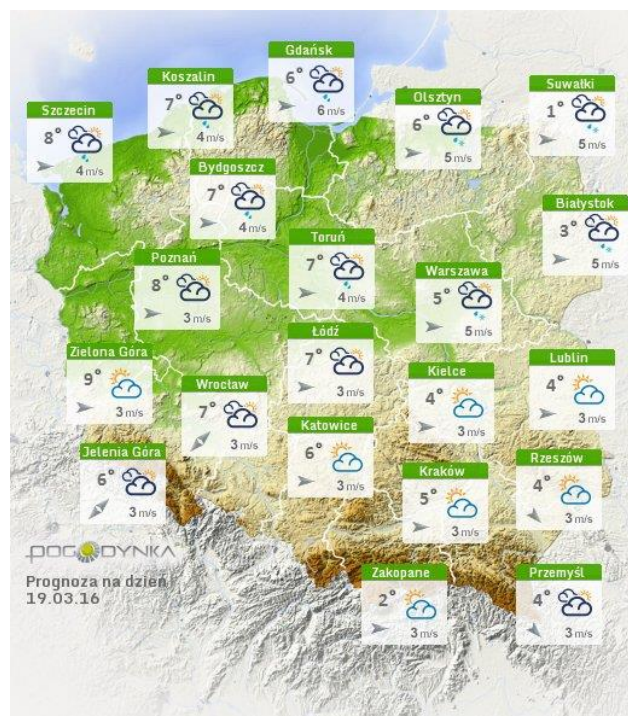 Gdańsk
6°
6 m/s
Koszalin
7°
4 m/s
Suwałki
1°
5 m/s
Olsztyn
6°
5 m/s
Szczecin
8°
4 m/s
Bydgoszcz
7°
4 m/s
Białystok
3°
5 m/s
Toruń
7°
4 m/s
Poznań
8°
3 m/s
Warszawa
5°
5 m/s
Łódź
7°
3 m/s
Zielona Góra
9°
3 m/s
Lublin
4°
3 m/s
Kielce
4°
3 m/s
Wrocław
7°
3 m/s
Katowice
6°
3 m/s
Jelenia Góra
6°
3 m/s
Rzeszów
4°
3 m/s
Kraków
5°
3 m/s
POGODYNKA
Prognoza na dzień
19.03.16
Zakopane
2°
3 m/s
Przemyśl
4°
3 m/s